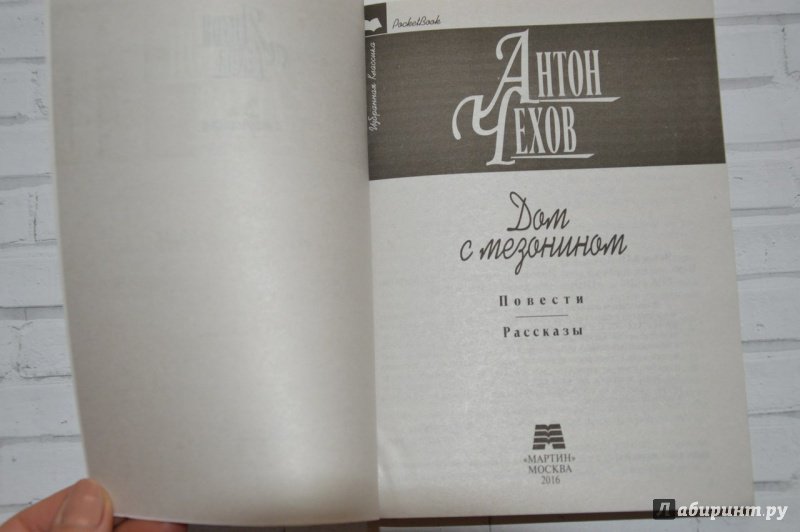 PocketBook
Избранная Классика
АНТОН
ЧЕХОВ
Дом
с мезонином
Повести
Рассказы
«МАРТИН»
МОСКВА
2016
Лабиринт.ру